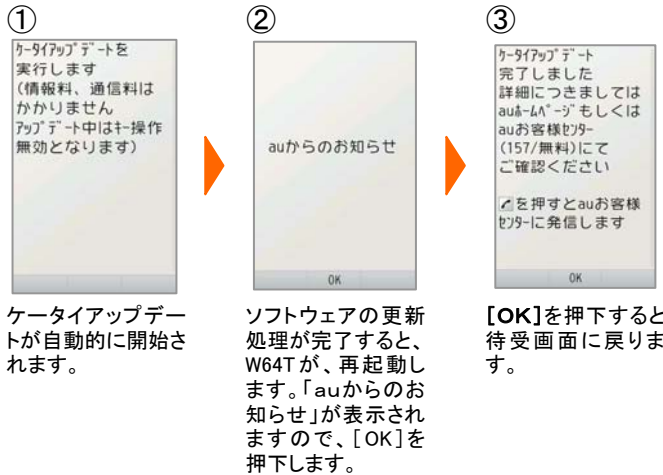 ①
ｹｰﾀｲｱｯﾌﾟﾃﾞｰﾄを
実行します
(情報料、通信料は
かかりません
ｱｯﾌﾟﾃﾞｰﾄ中はｷｰ操作
無効となります)
ケータイアップデー
トが自動的に開始さ
れます。
②
auからのお知らせ
OK
ソフトウェアの更新
処理が完了すると、
W64Tが、再起動し
ます。「auからのお
知らせ」が表示され
ますので、[OK]を
押下します。
③
ｹｰﾀｲｱｯﾌﾟﾃﾞｰﾄ
完了しました
詳細につきましては
auﾎｰﾑﾍﾟｰｼﾞもしくは
auお客様ｾﾝﾀｰ
(157/無料)にて
ご確認ください
を押すとauお客様
ｾﾝﾀｰに発信します
OK
[OK]を押下すると
待受画面に戻りま
す。